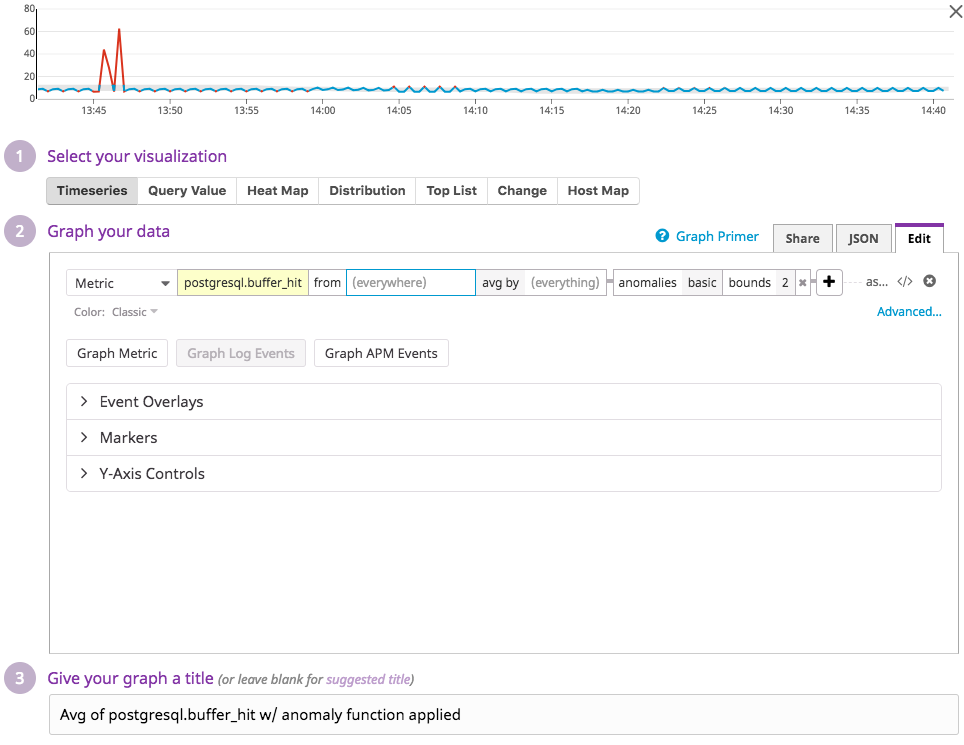 80
60
40
20
0
13:45 13:50 13:55 14:00 14:05 14:10 14:15 14:20 14:25 14:30 14:35 14:40
1 Select your visualization
Timeseries Query Value Heat Map Distribution Top List Change Host Map
2 Graph your data
Graph Primer Share JSON Edit
Metric postgresql.buffer_hit from (everywhere) avg by (everything) anomalies basic bounds 2 as... </>
Color: Classic Advanced...
Graph Metric Graph Log Events Graph APM Events
Event Overlays
Markers
Y-Axis Controls
3 Give your graph a title (or leave blank for suggested title)
Avg of postgresql.buffer_hit w/ anomaly function applied